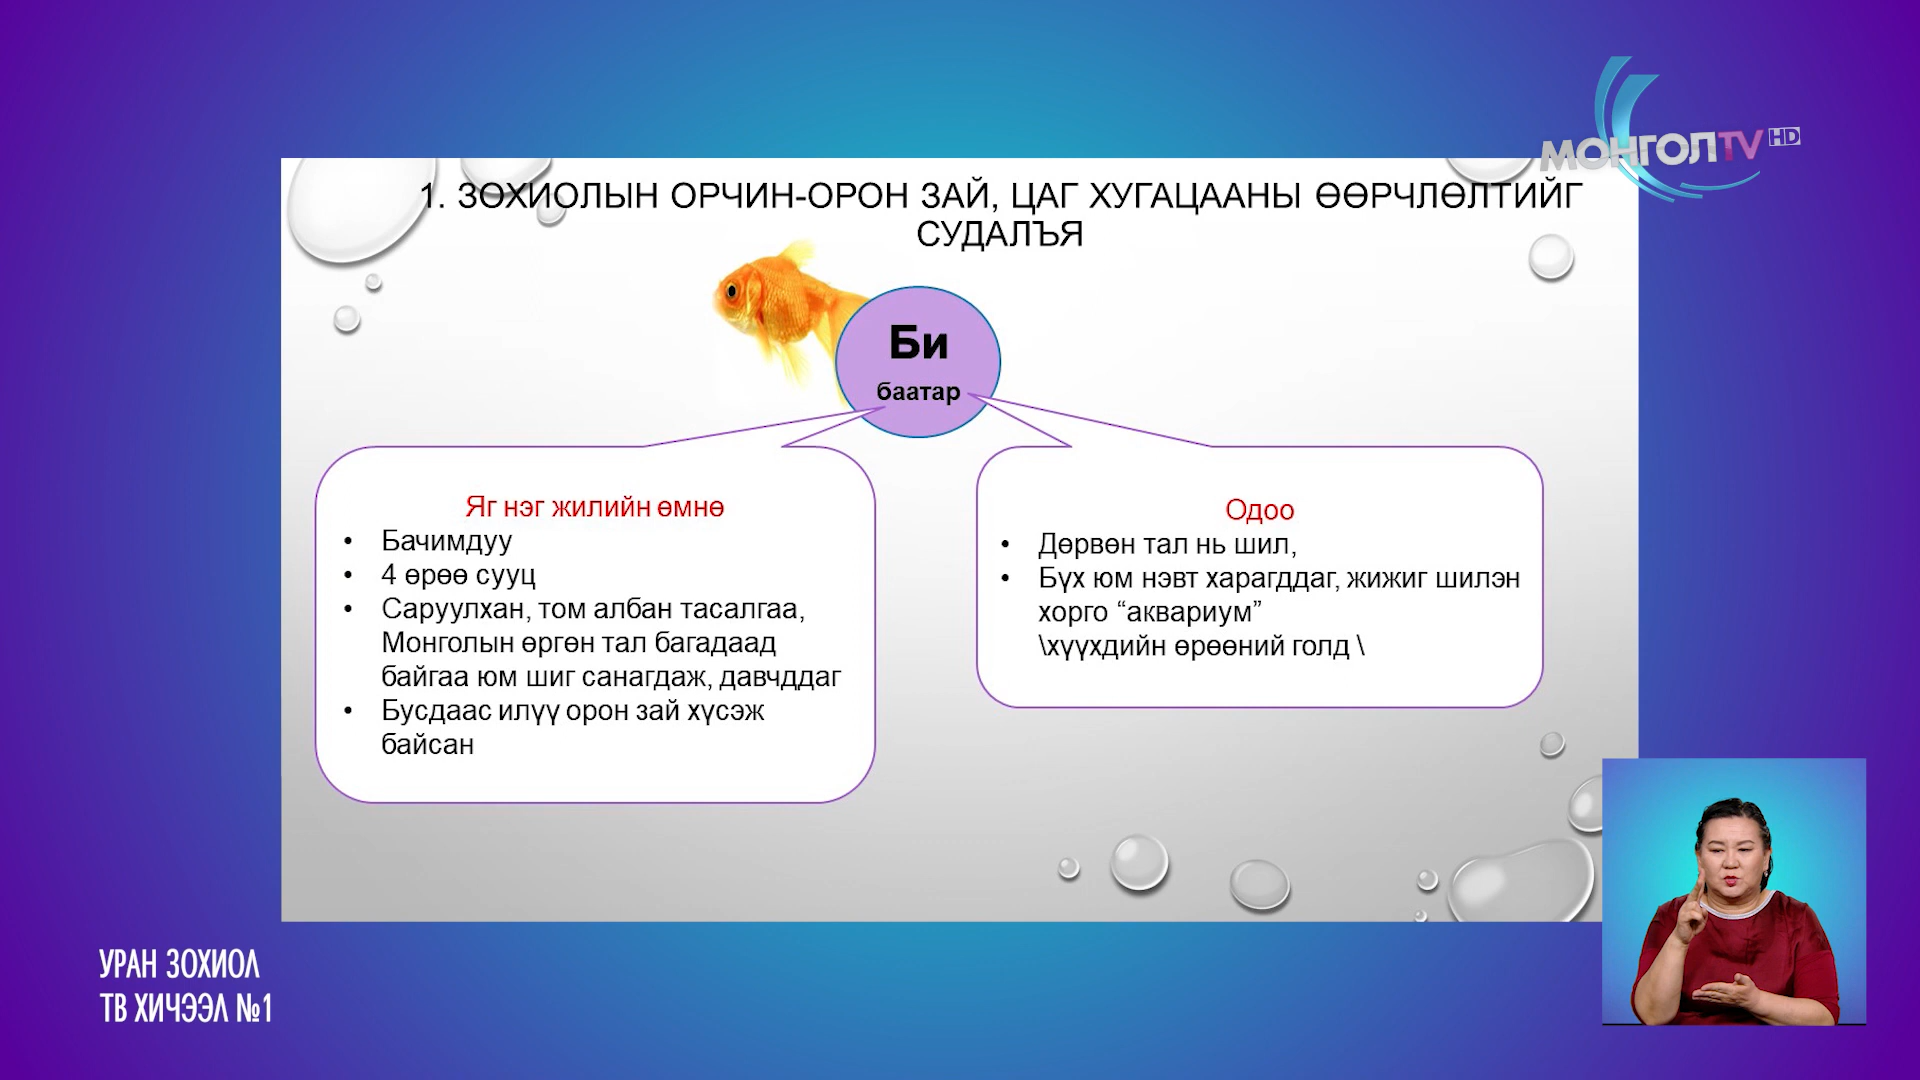 МОНГОЛ TV HD
1. ЗОХИОЛЫН ОРЧИН-ОРОН ЗАЙ, ЦАГ ХУГАЦААНЫ ӨӨРЧЛӨЛТИЙГ
СУДАЛЪЯ
Би
баатар
Яг нэг жилийн өмнө
• Бачимдуу
• 4 өрөө сууц
• Саруулхан, том албан тасалгаа,
Монголын өргөн тал багадаад
байгаа юм шиг санагдаж, давчддаг
• Бусдаас илүү орон зай хүсэж
байсан
Одоо
• Дөрвөн тал нь шил,
• Бүх юм нэвт харагддаг, жижиг шилэн
хорго “аквариум”
\хүүхдийн өрөөний голд \
УРАН ЗОХИОЛ
ТВ ХИЧЭЭЛ №1